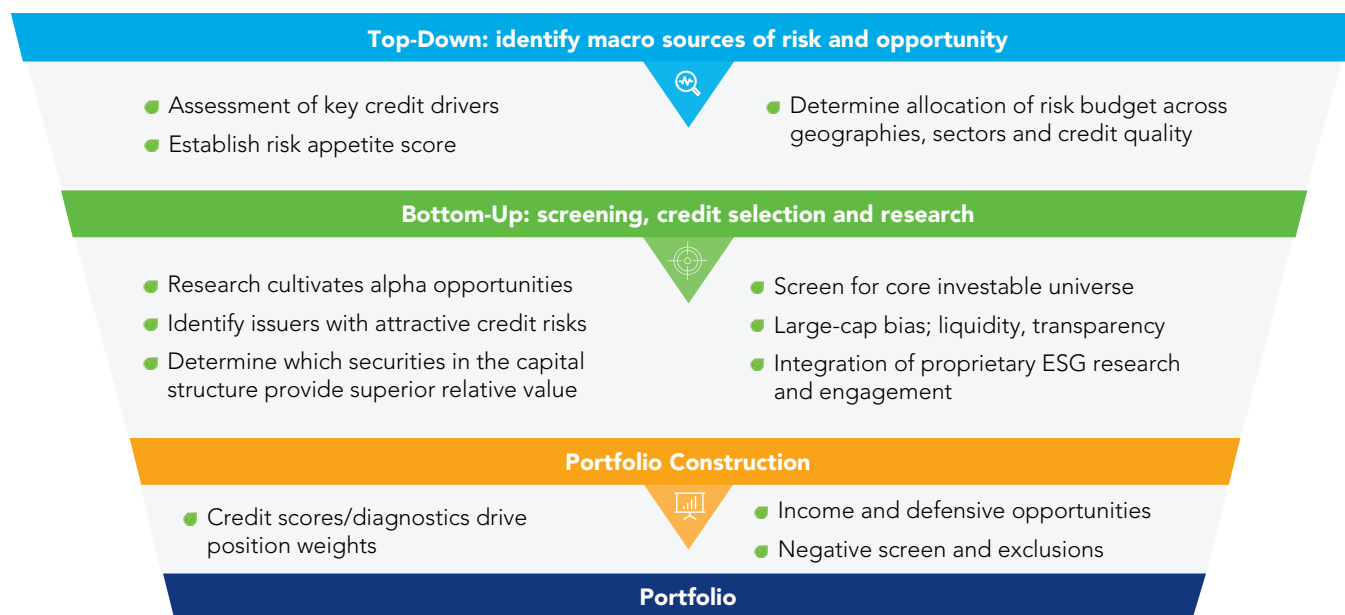 Top-Down: identify macro sources of risk and opportunity
Assessment of key credit drivers
Establish risk appetite score
Determine allocation of risk budget across
geographies, sectors and credit quality
Bottom-Up: screening, credit selection and research
Research cultivates alpha opportunities
Identify issuers with attractive credit risks
Determine which securities in the capital
structure provide superior relative value
Screen for core investable universe
Large-cap bias; liquidity, transparency
Integration of proprietary ESG research
and engagement
Portfolio Construction
Credit scores/diagnostics drive
position weights
Income and defensive opportunities
Negative screen and exclusions
Portfolio